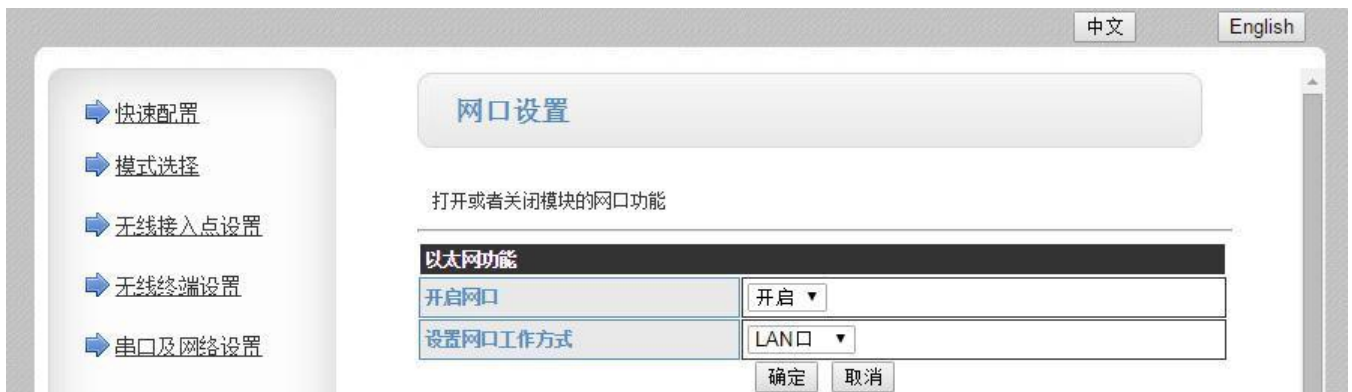 中文 English
快速配置
模式选择
无线接入点设置
无线终端设置
串口及网络设置
网口设置
打开或者关闭模块的网口功能
以太网功能
开启网口 开启
设置网口工作方式 LAN口
确定 取消